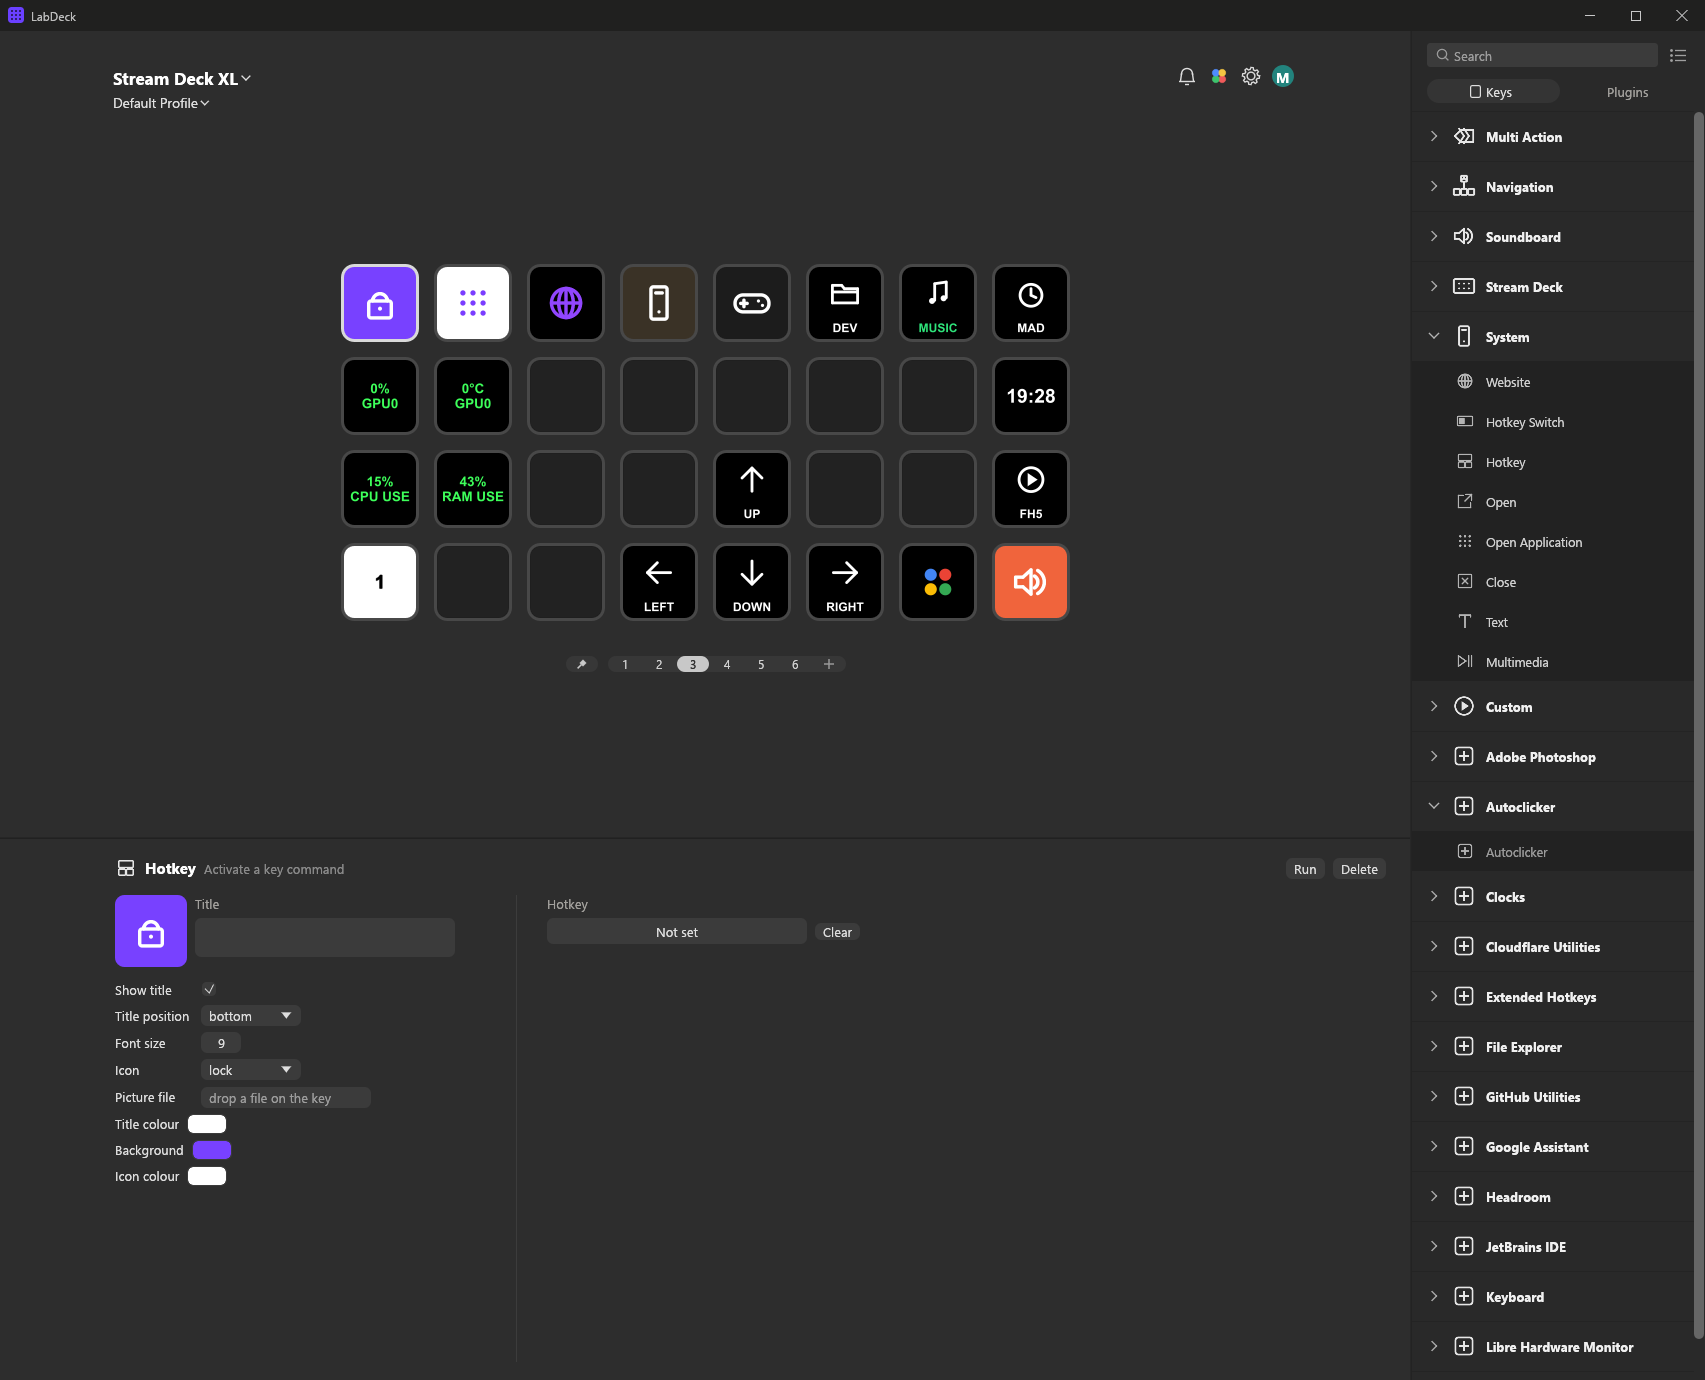 LabDeck
Stream Deck XL
Default Profile
M
DEV
MUSIC
MAD
0%
GPU0
0°C
GPU0
19:28
15%
CPU USE
43%
RAM USE
UP
FH5
1
LEFT
DOWN
RIGHT
1 2 3 4 5 6 +
Hotkey Activate a key command
Run Delete
Title
Show title
Title position bottom
Font size 9
Icon lock
Picture file drop a file on the key
Title colour
Background
Icon colour
Hotkey
Not set Clear
Search
Keys Plugins
Multi Action
Navigation
Soundboard
Stream Deck
System
Website
Hotkey Switch
Hotkey
Open
Open Application
Close
Text
Multimedia
Custom
Adobe Photoshop
Autoclicker
Autoclicker
Clocks
Cloudflare Utilities
Extended Hotkeys
File Explorer
GitHub Utilities
Google Assistant
Headroom
JetBrains IDE
Keyboard
Libre Hardware Monitor